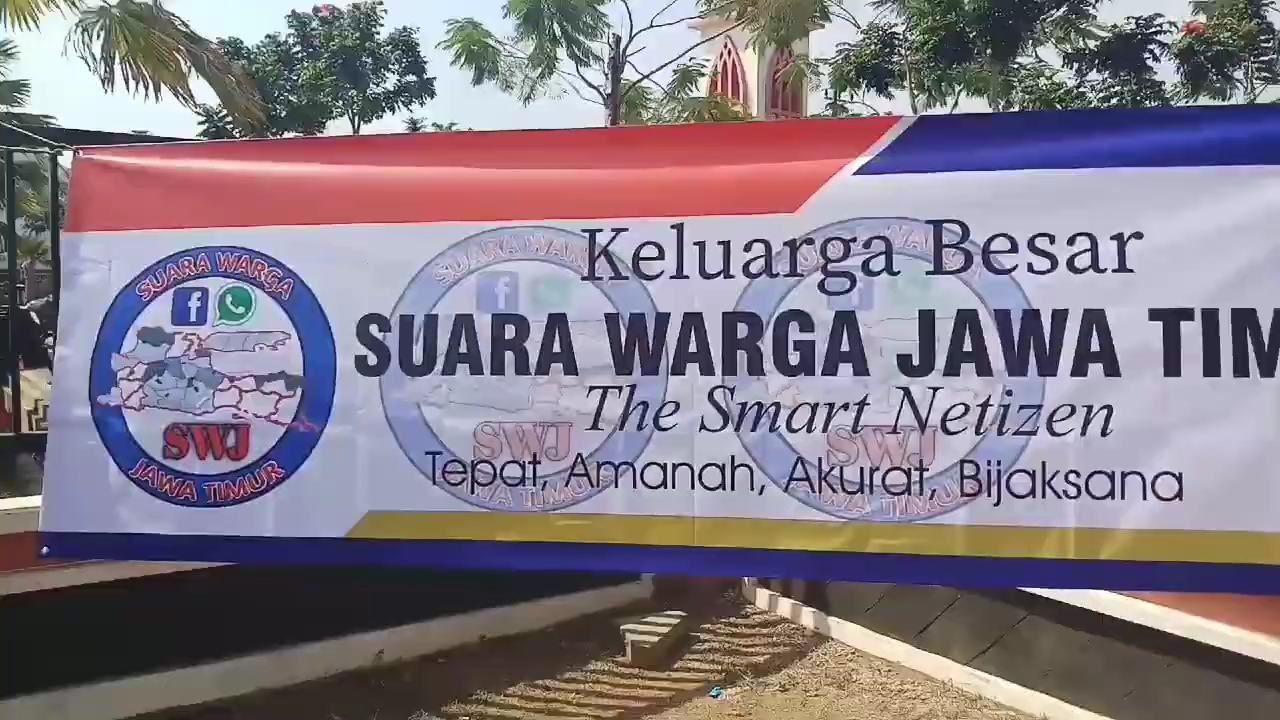 Keluarga Besar
SUARA WARGA JAWA TIM
The Smart Netizen
Tepat, Amanah, Akurat, Bijaksana
SUARA WARGA
SWJ
JAWA TIMUR